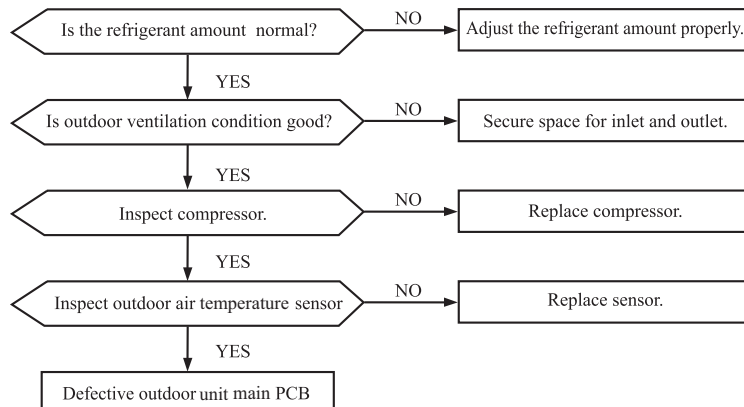 Is the refrigerant amount normal?
NO
Adjust the refrigerant amount properly.
YES
Is outdoor ventilation condition good?
NO
Secure space for inlet and outlet.
YES
Inspect compressor.
NO
Replace compressor.
YES
Inspect outdoor air temperature sensor
NO
Replace sensor.
YES
Defective outdoor unit main PCB